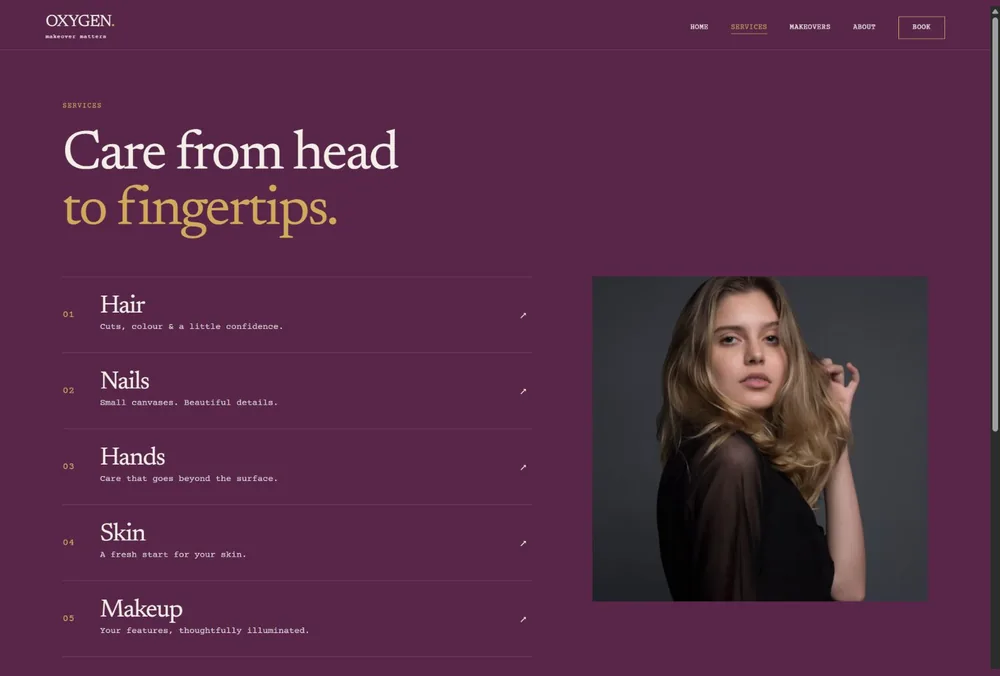 OXYGEN.
makeover matters
HOME SERVICES MAKEOVERS ABOUT BOOK
SERVICES
Care from head
to fingertips.
01 Hair
Cuts, colour & a little confidence.
↗
02 Nails
Small canvases. Beautiful details.
↗
03 Hands
Care that goes beyond the surface.
↗
04 Skin
A fresh start for your skin.
↗
05 Makeup
Your features, thoughtfully illuminated.
↗